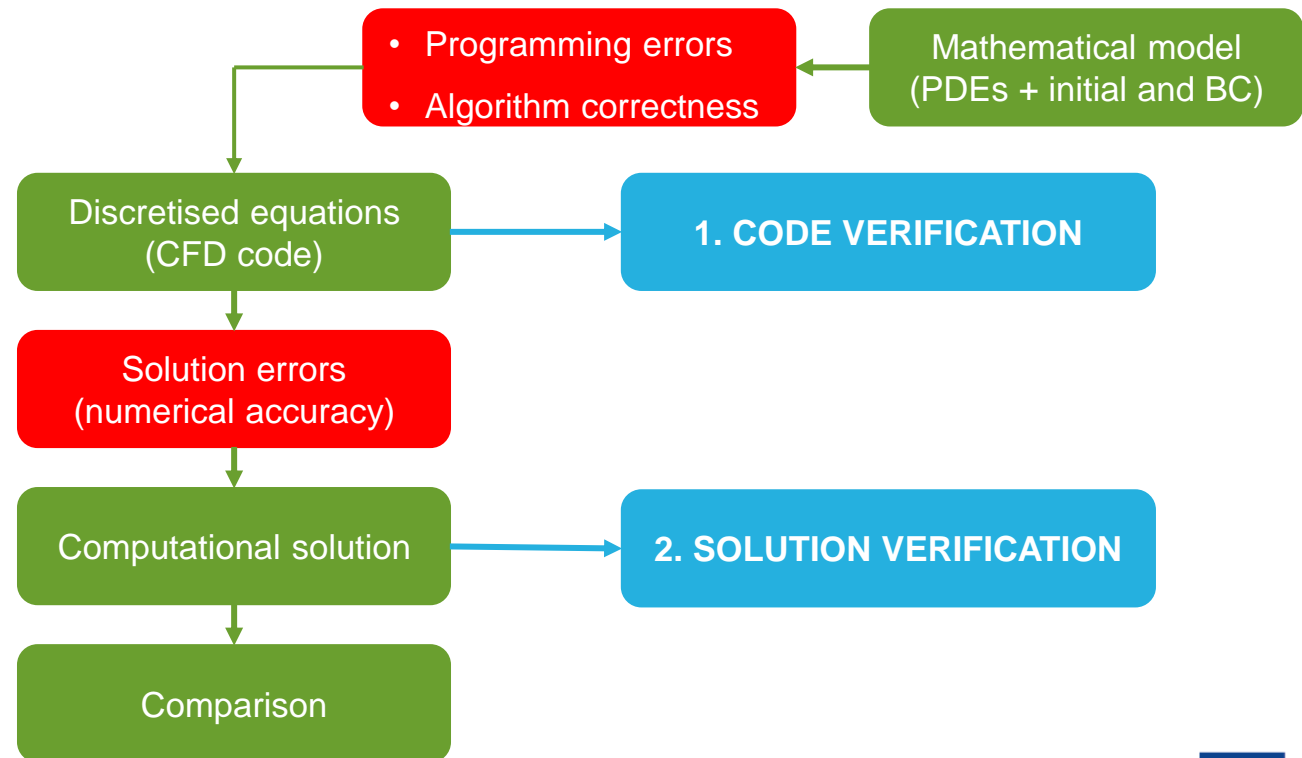 • Programming errors
• Algorithm correctness
Mathematical model
(PDEs + initial and BC)
Discretised equations
(CFD code)
1. CODE VERIFICATION
Solution errors
(numerical accuracy)
Computational solution
2. SOLUTION VERIFICATION
Comparison